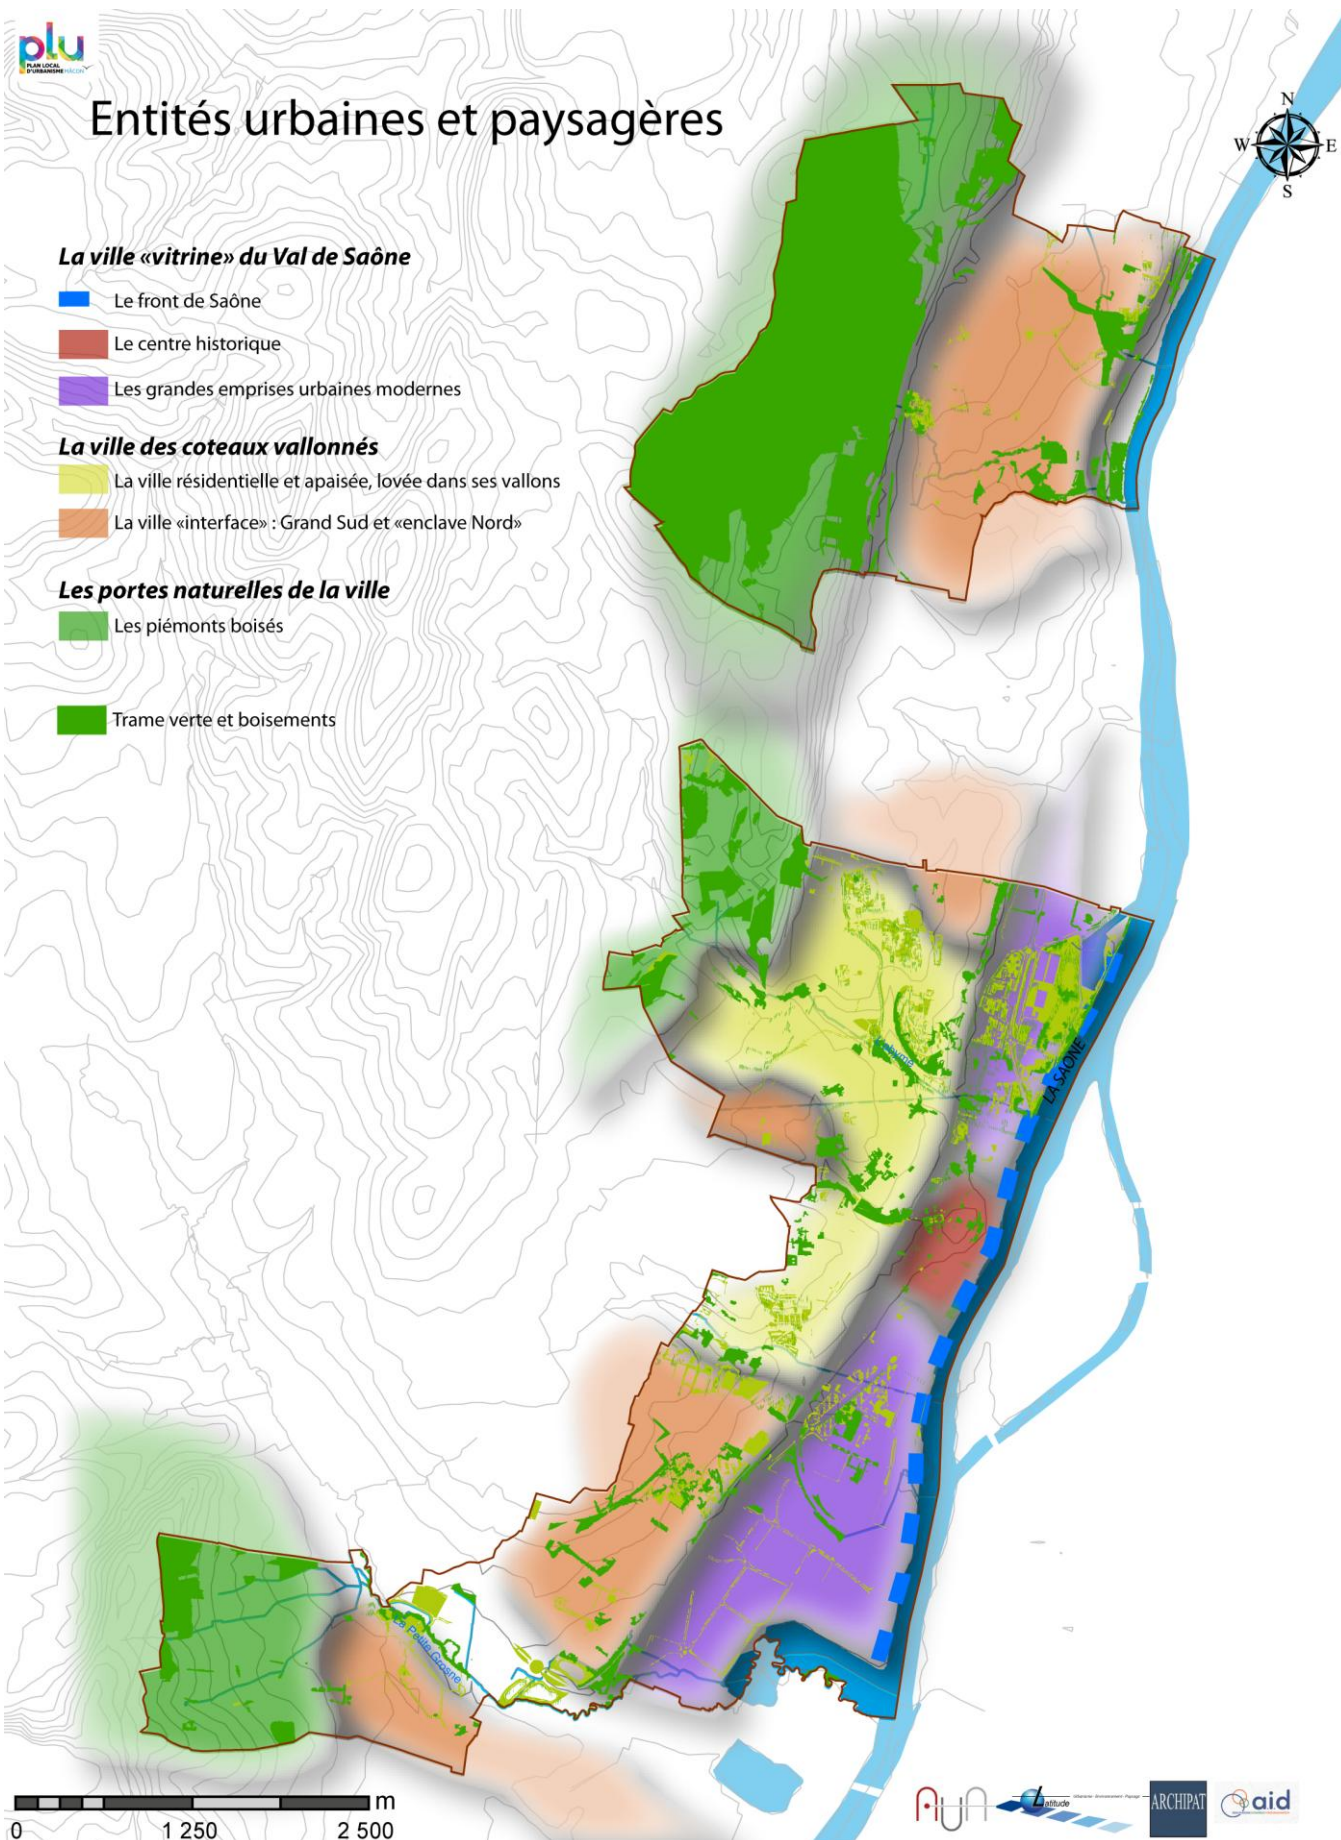 plu
PLAN LOCAL
D'URBANISME MÂCON
Entités urbaines et paysagères
N
W E
S
La ville «vitrine» du Val de Saône
Le front de Saône
Le centre historique
Les grandes emprises urbaines modernes
La ville des coteaux vallonnés
La ville résidentielle et apaisée, lovée dans ses vallons
La ville «interface» : Grand Sud et «enclave Nord»
Les portes naturelles de la ville
Les piémonts boisés
Trame verte et boisements
LA SAONE
La Petite Grosne
m
0 1 250 2 500
Latitude
ARCHIPAT
aid